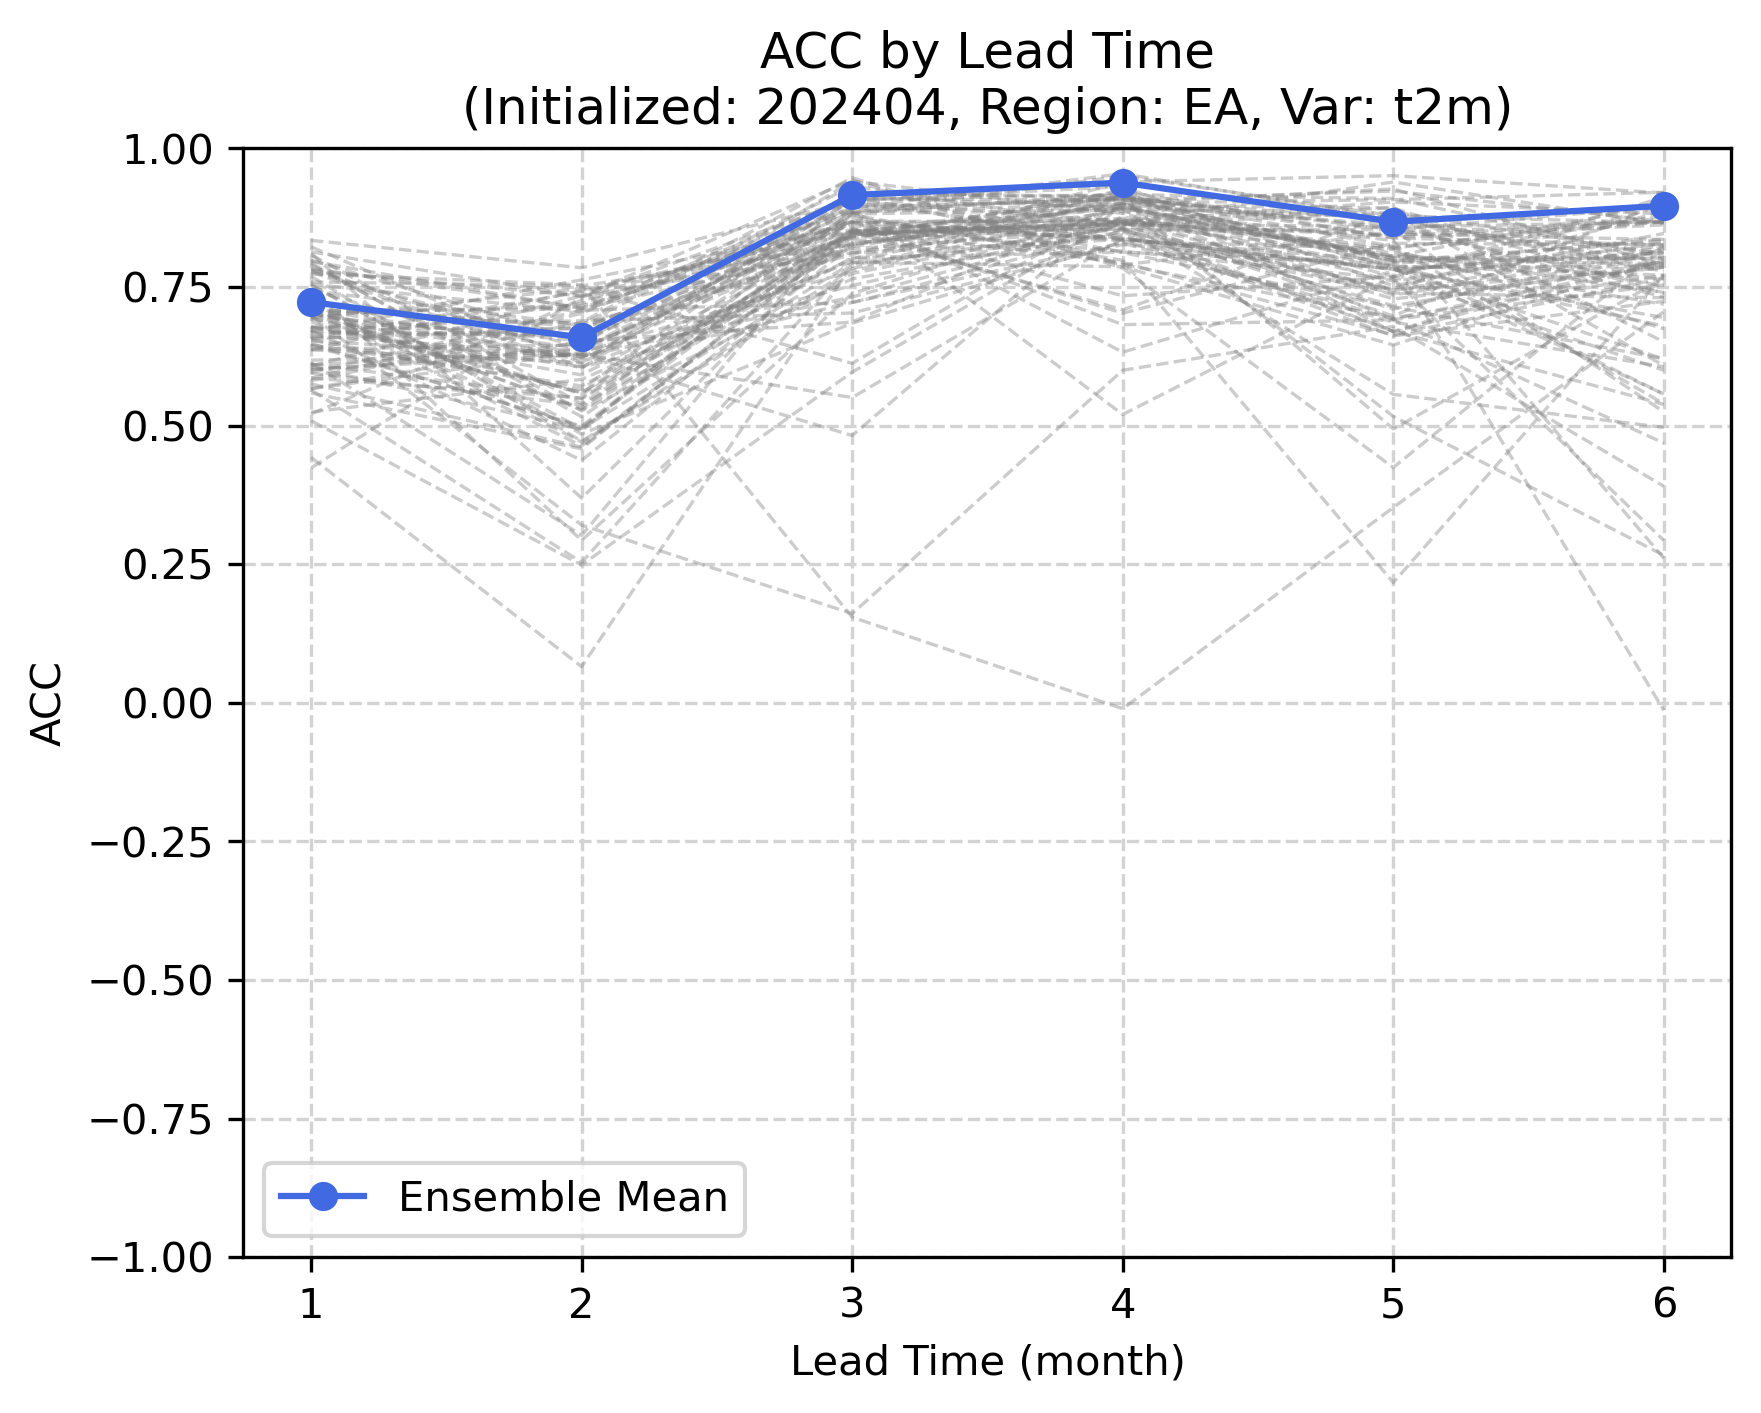 ACC by Lead Time
(Initialized: 202404, Region: EA, Var: t2m)
1.00
0.75
0.50
0.25
0.00
−0.25
−0.50
−0.75
−1.00
ACC
Ensemble Mean
1 2 3 4 5 6
Lead Time (month)